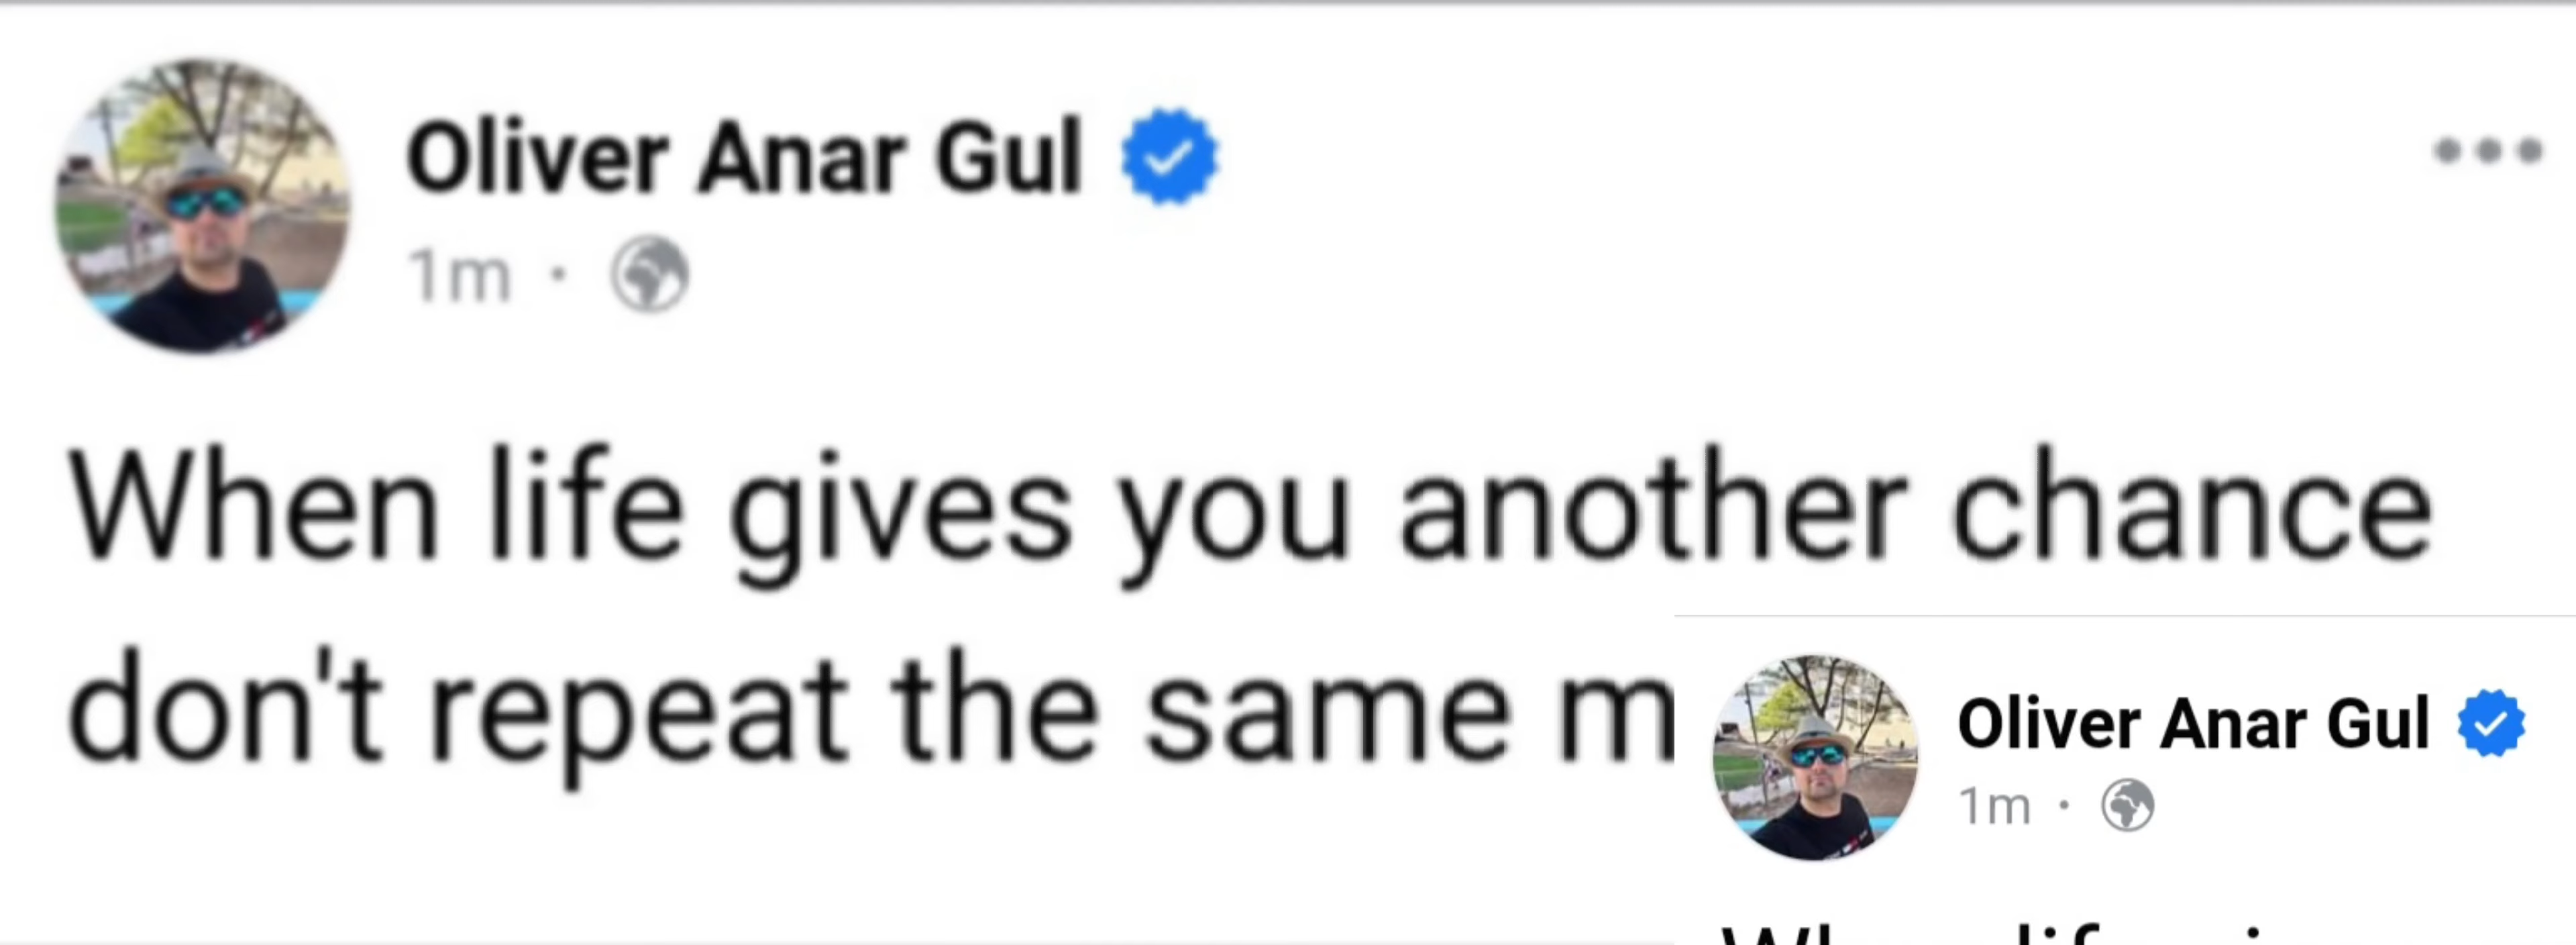 Oliver Anar Gul
1m ·
When life gives you another chance
don't repeat the same m
Oliver Anar Gul
1m ·